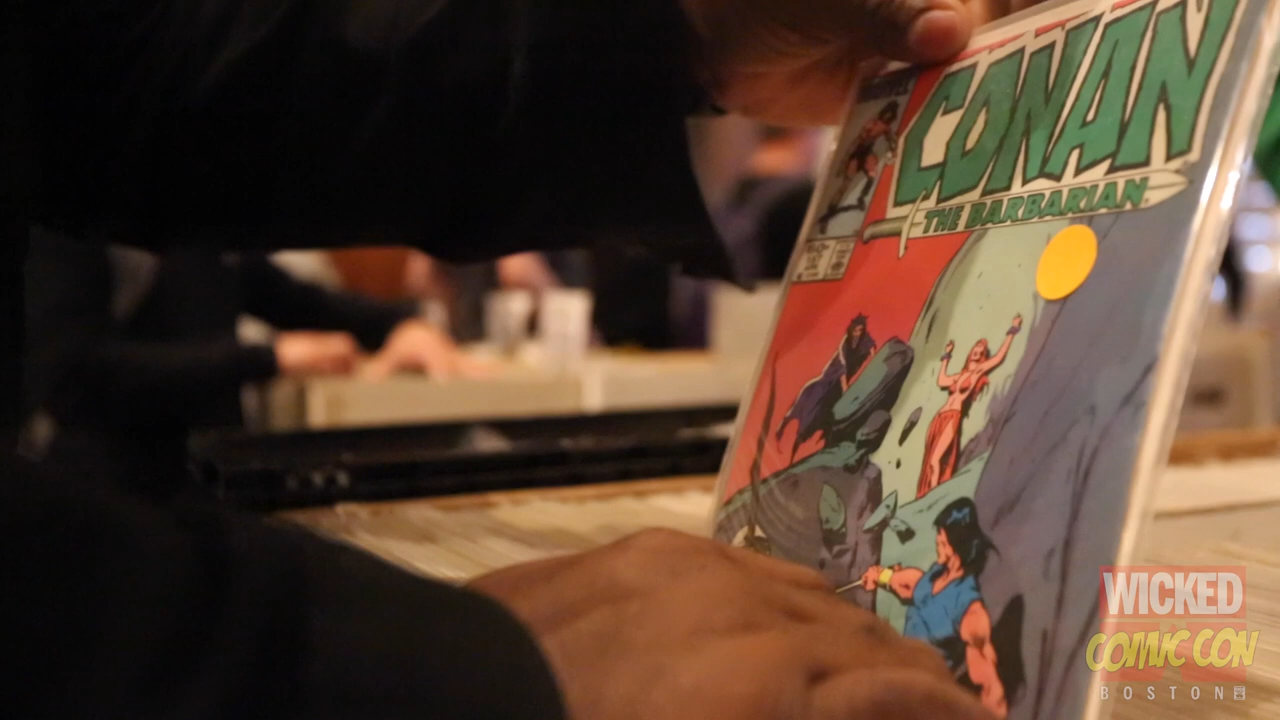 CONAN
THE BARBARIAN
WICKED
COMIC CON
BOSTON